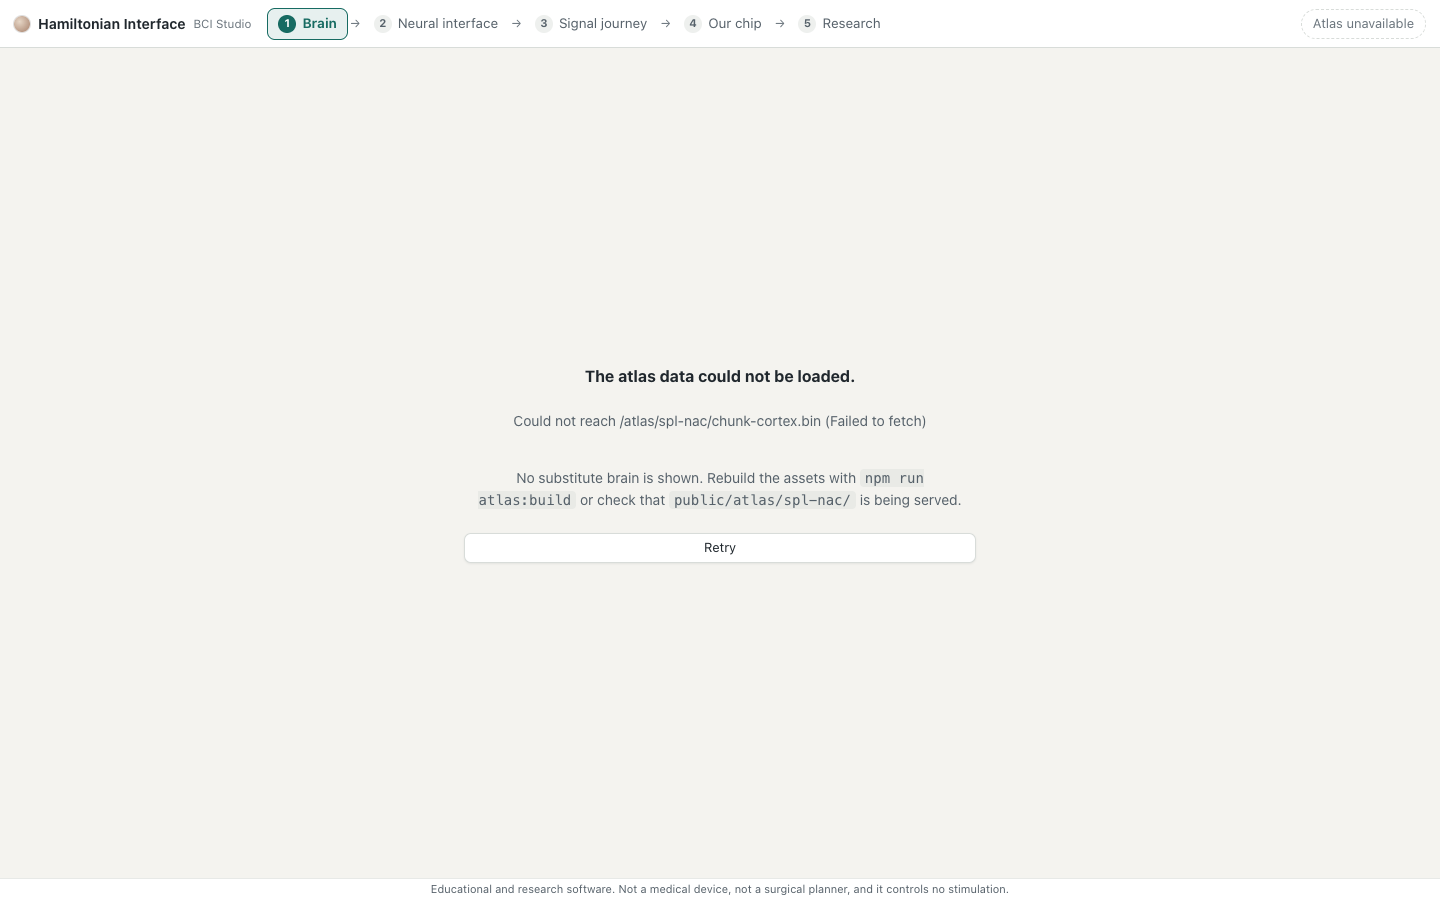 Hamiltonian Interface BCI Studio 1 Brain → 2 Neural interface → 3 Signal journey → 4 Our chip → 5 Research Atlas unavailable
The atlas data could not be loaded.
Could not reach /atlas/spl-nac/chunk-cortex.bin (Failed to fetch)
No substitute brain is shown. Rebuild the assets with npm run
atlas:build or check that public/atlas/spl-nac/ is being served.
Retry
Educational and research software. Not a medical device, not a surgical planner, and it controls no stimulation.